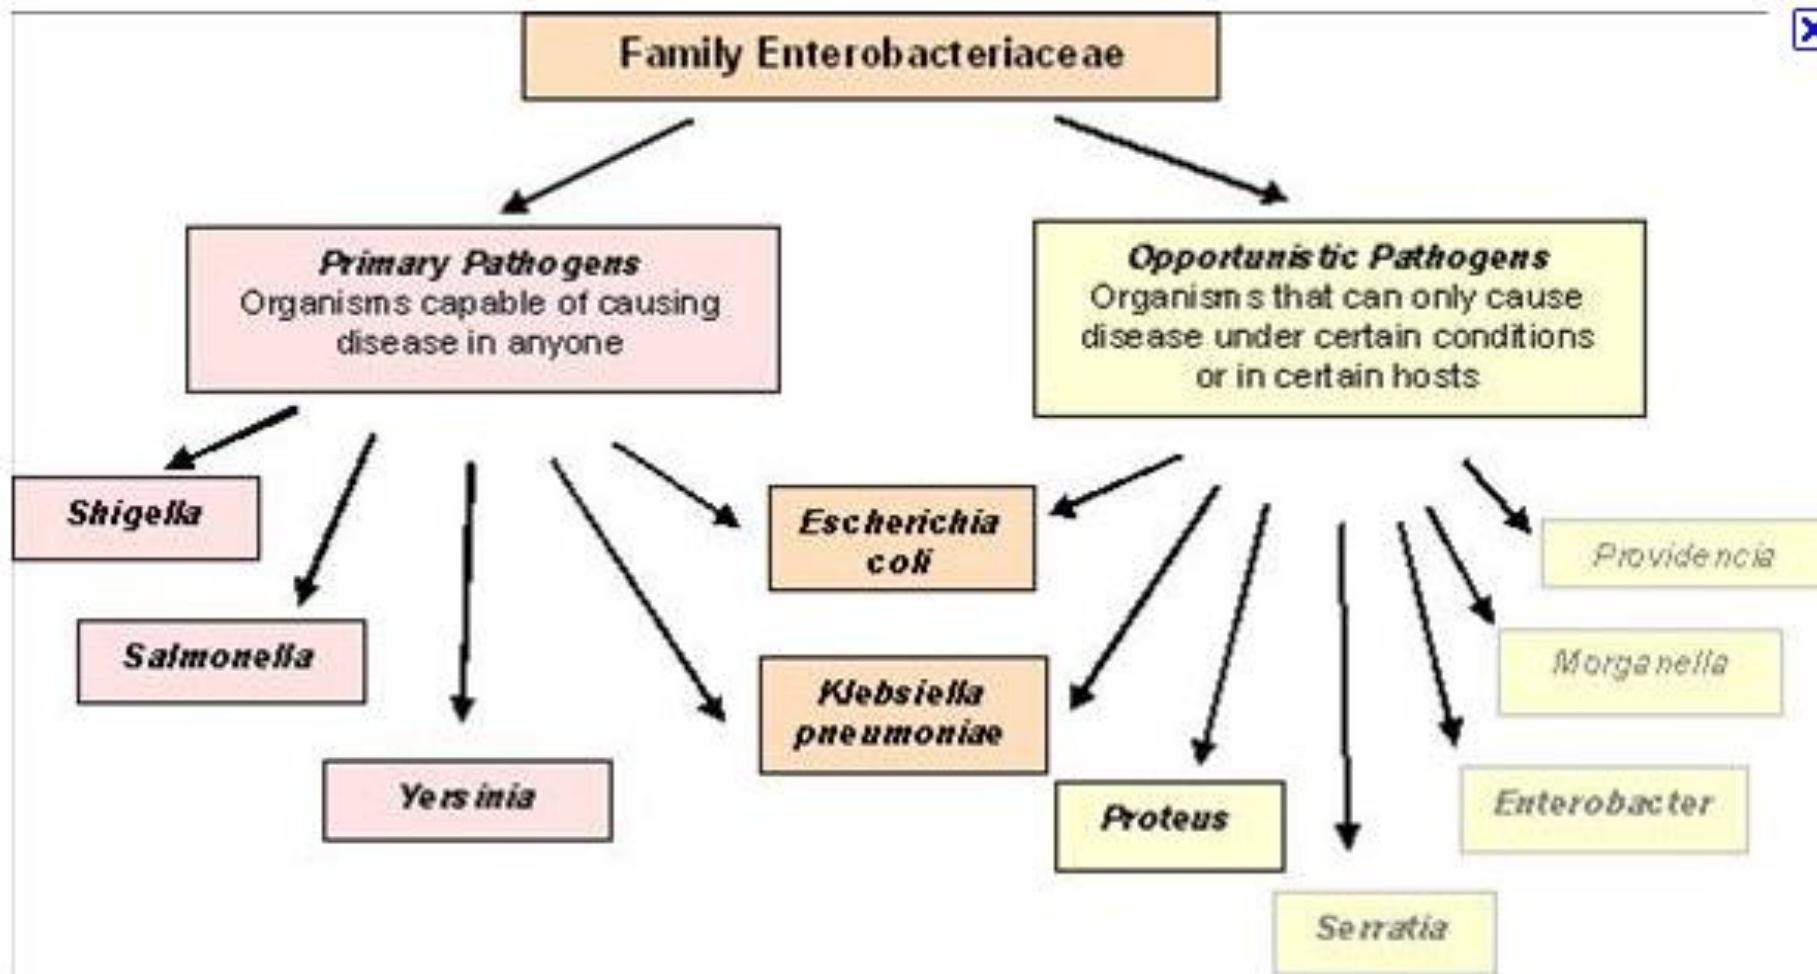 Family Enterobacteriaceae
Primary Pathogens
Organisms capable of causing
disease in anyone
Opportunistic Pathogens
Organisms that can only cause
disease under certain conditions
or in certain hosts
Shigella
Salmonella
Yersinia
Escherichia
coli
Klebsiella
pneumoniae
Proteus
Serratia
Enterobacter
Morganella
Providencia